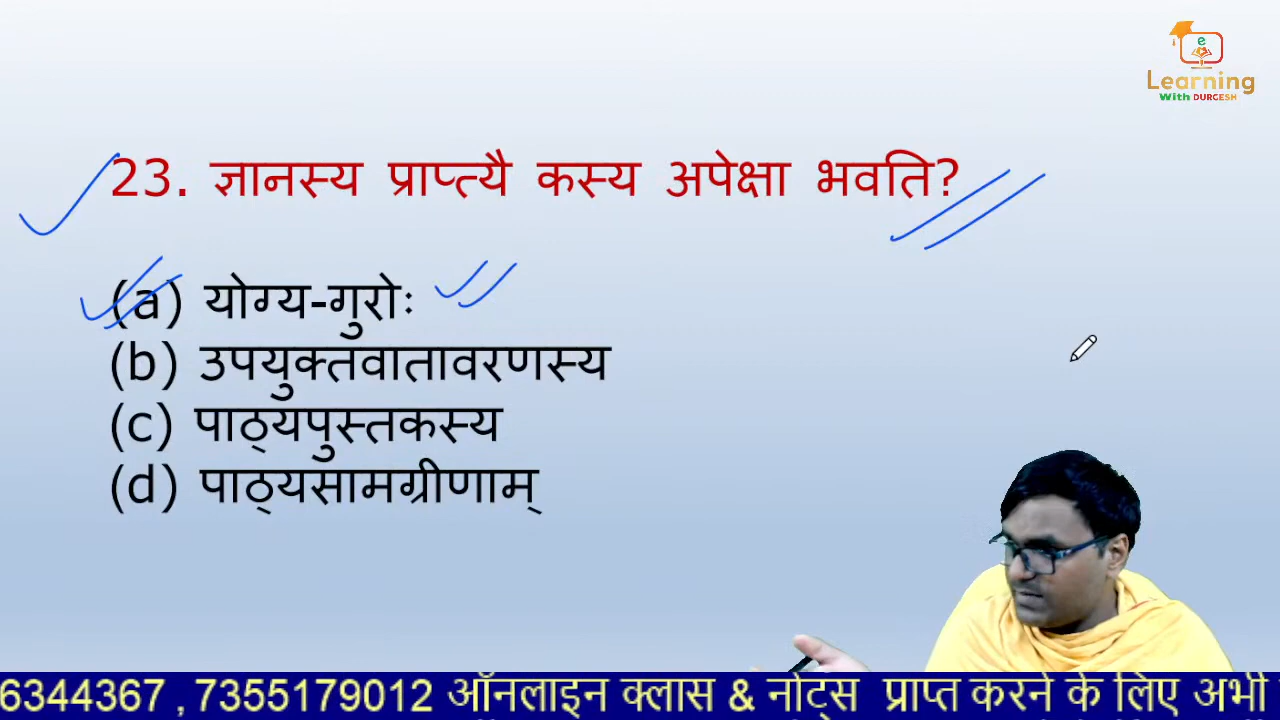 e
Learning
With DURGESH
23. ज्ञानस्य प्राप्त्यै कस्य अपेक्षा भवति?
(a) योग्य-गुरोः
(b) उपयुक्तवातावरणस्य
(c) पाठ्यपुस्तकस्य
(d) पाठ्यसामग्रीणाम्
6344367 , 7355179012 ऑनलाइन क्लास & नोट्स प्राप्त करने के लिए अभी